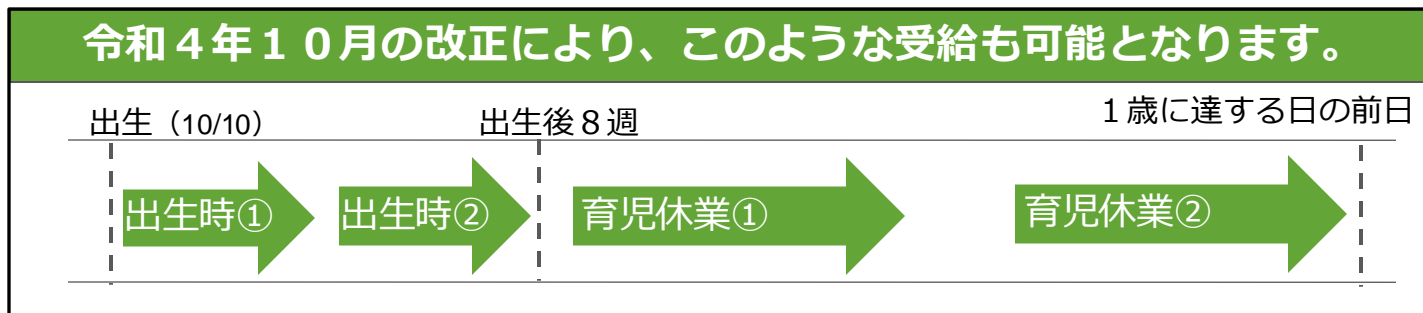 令和４年１０月の改正により、このような受給も可能となります。
出生（10/10）
出生後８週
１歳に達する日の前日
出生時①
出生時②
育児休業①
育児休業②